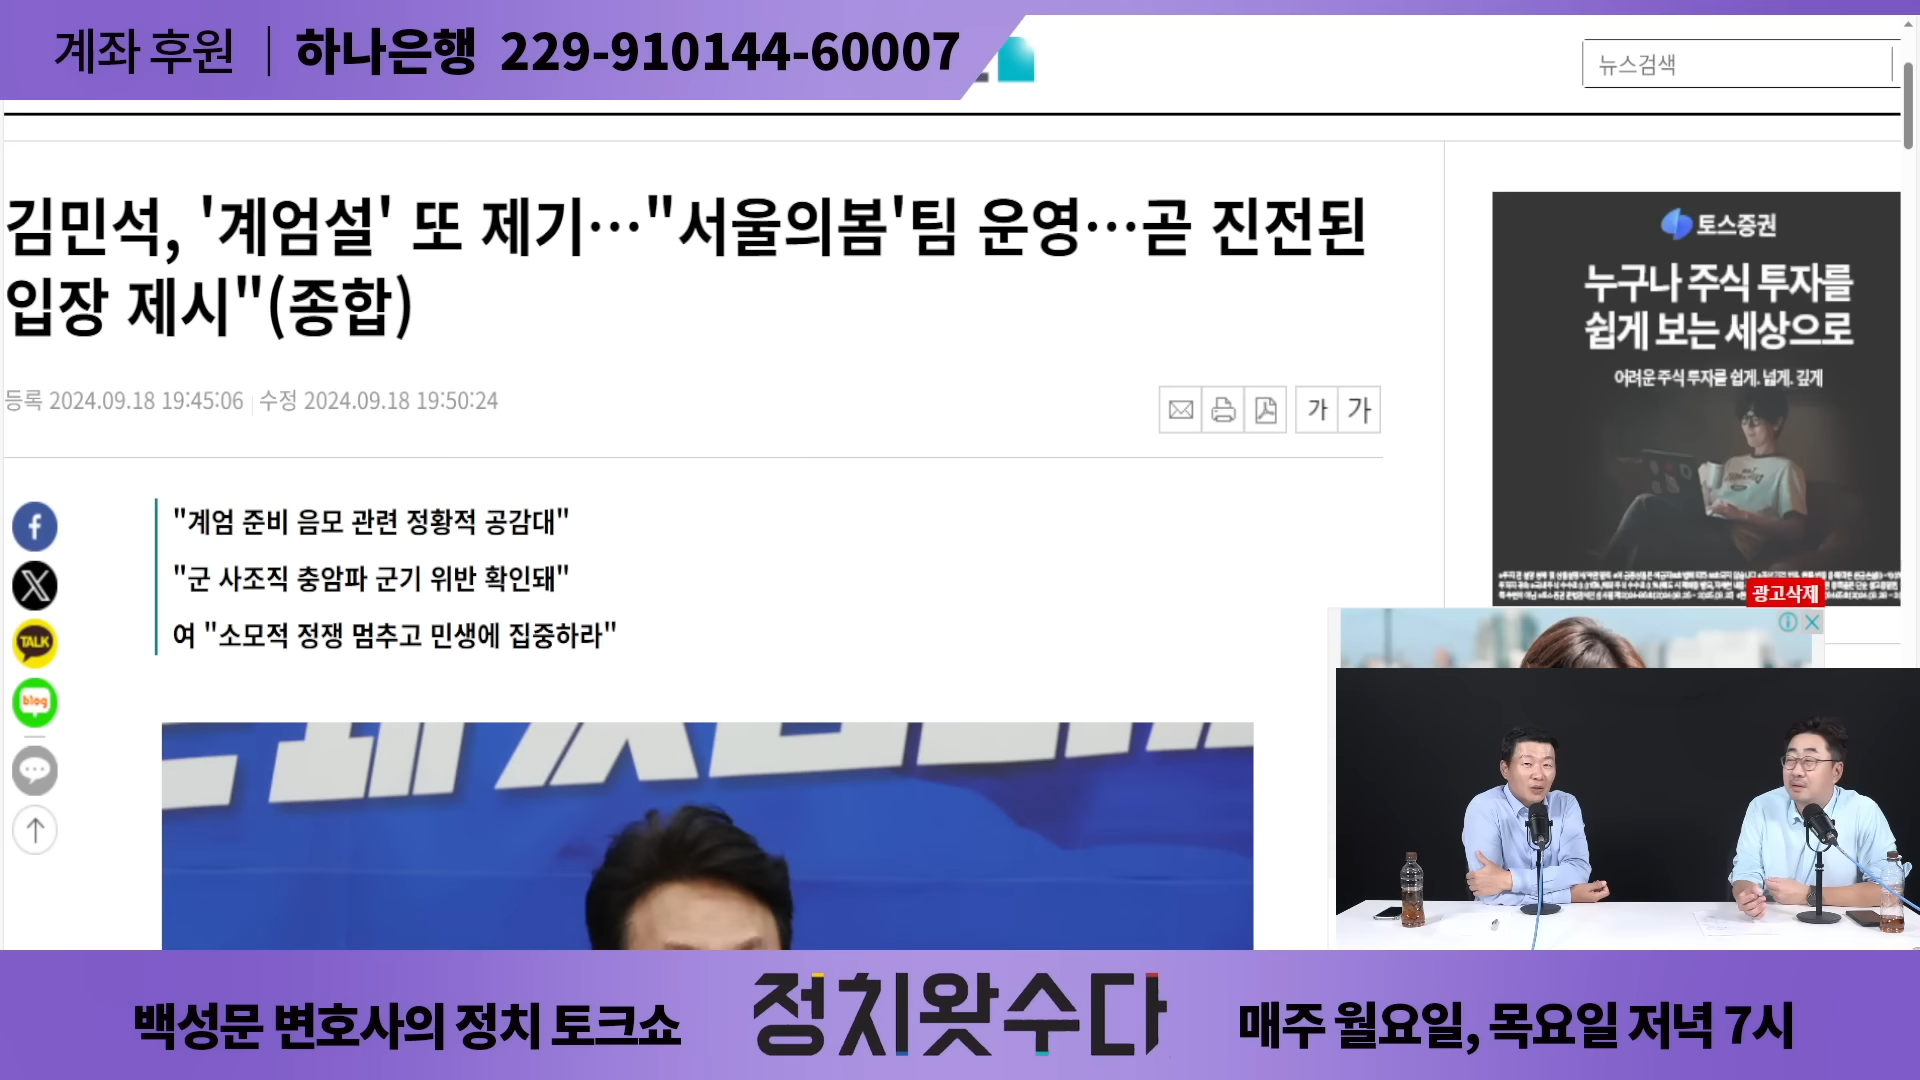 계좌 후원 | 하나은행 229-910144-60007
뉴스검색
김민석, '계엄설' 또 제기…"서울의봄'팀 운영…곧 진전된
입장 제시"(종합)
등록 2024.09.18 19:45:06 수정 2024.09.18 19:50:24
가 가
"계엄 준비 음모 관련 정황적 공감대"
"군 사조직 충암파 군기 위반 확인돼"
여 "소모적 정쟁 멈추고 민생에 집중하라"
TALK
blog
토스증권
누구나 주식 투자를
쉽게 보는 세상으로
어려운 주식 투자를 쉽게. 넓게. 깊게
광고삭제
백성문 변호사의 정치 토크쇼
정치왓수다
매주 월요일, 목요일 저녁 7시